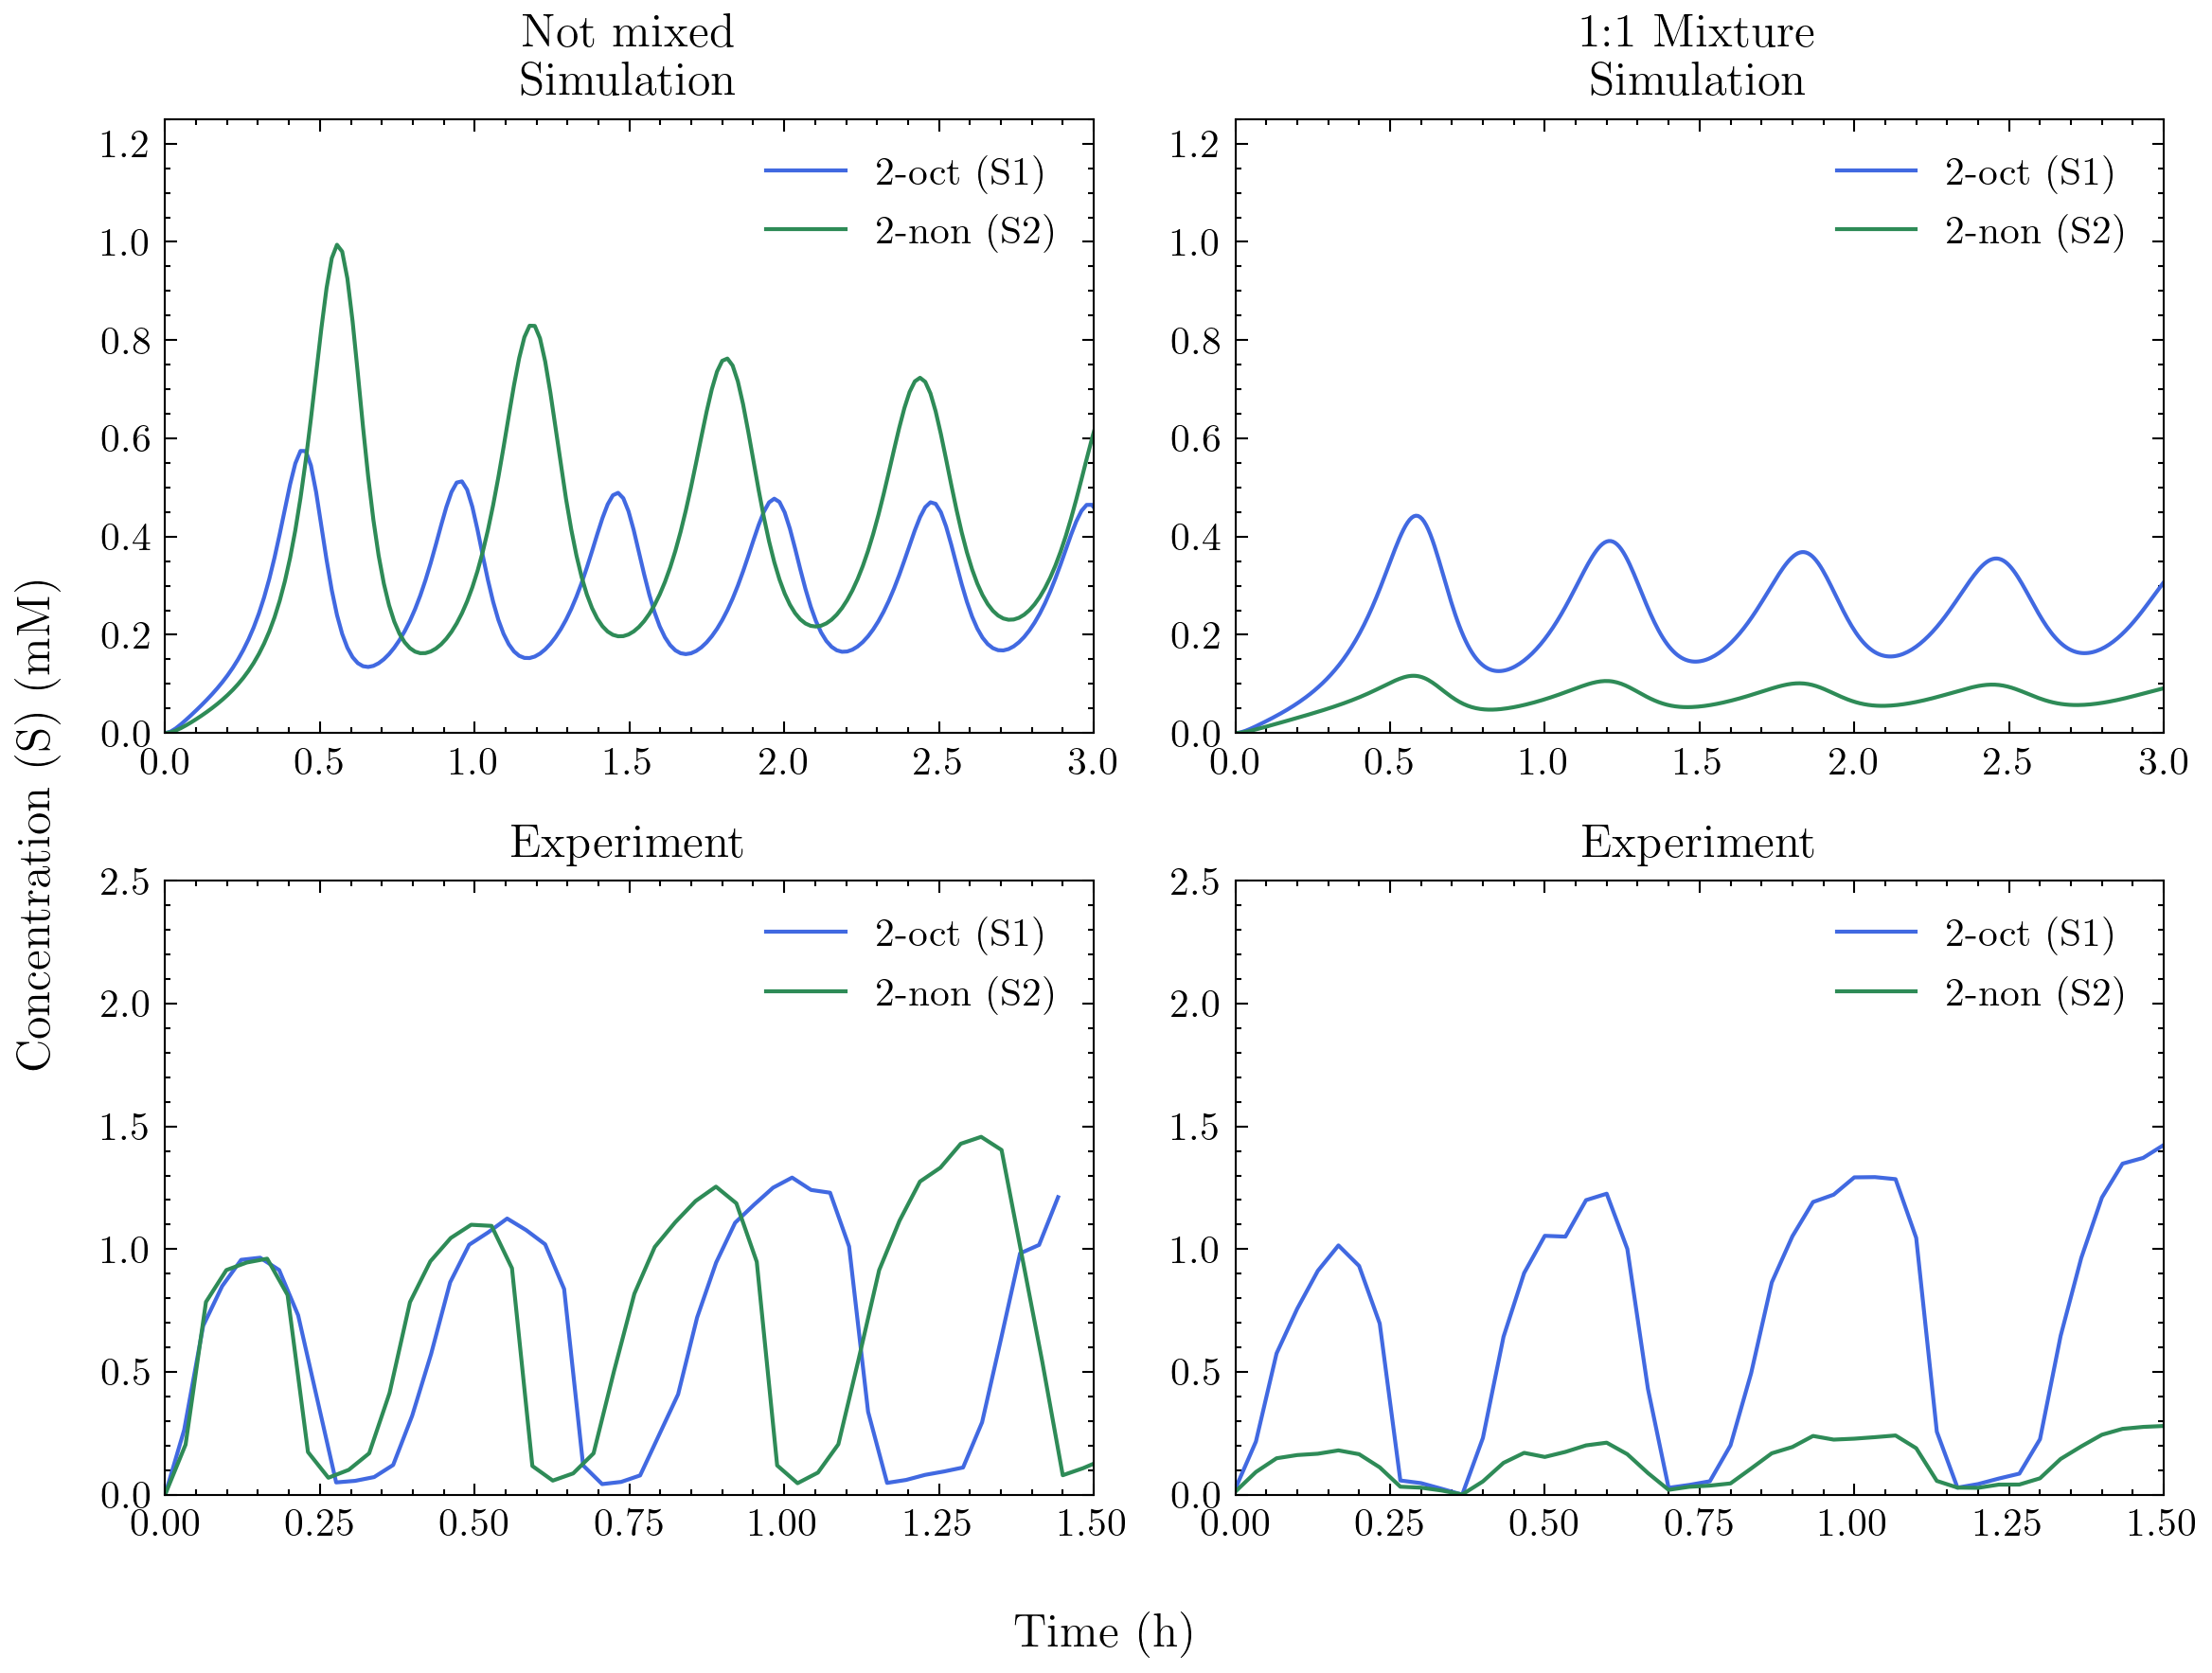 Not mixed
Simulation
1:1 Mixture
Simulation
1.2
1.0
0.8
0.6
0.4
0.2
0.0
2-oct (S1)
2-non (S2)
0.0 0.5 1.0 1.5 2.0 2.5 3.0
1.2
1.0
0.8
0.6
0.4
0.2
0.0
2-oct (S1)
2-non (S2)
0.0 0.5 1.0 1.5 2.0 2.5 3.0
Concentration (S) (mM)
Experiment
2.5
2.0
1.5
1.0
0.5
0.0
2-oct (S1)
2-non (S2)
0.00 0.25 0.50 0.75 1.00 1.25 1.50
Experiment
2.5
2.0
1.5
1.0
0.5
0.0
2-oct (S1)
2-non (S2)
0.00 0.25 0.50 0.75 1.00 1.25 1.50
Time (h)